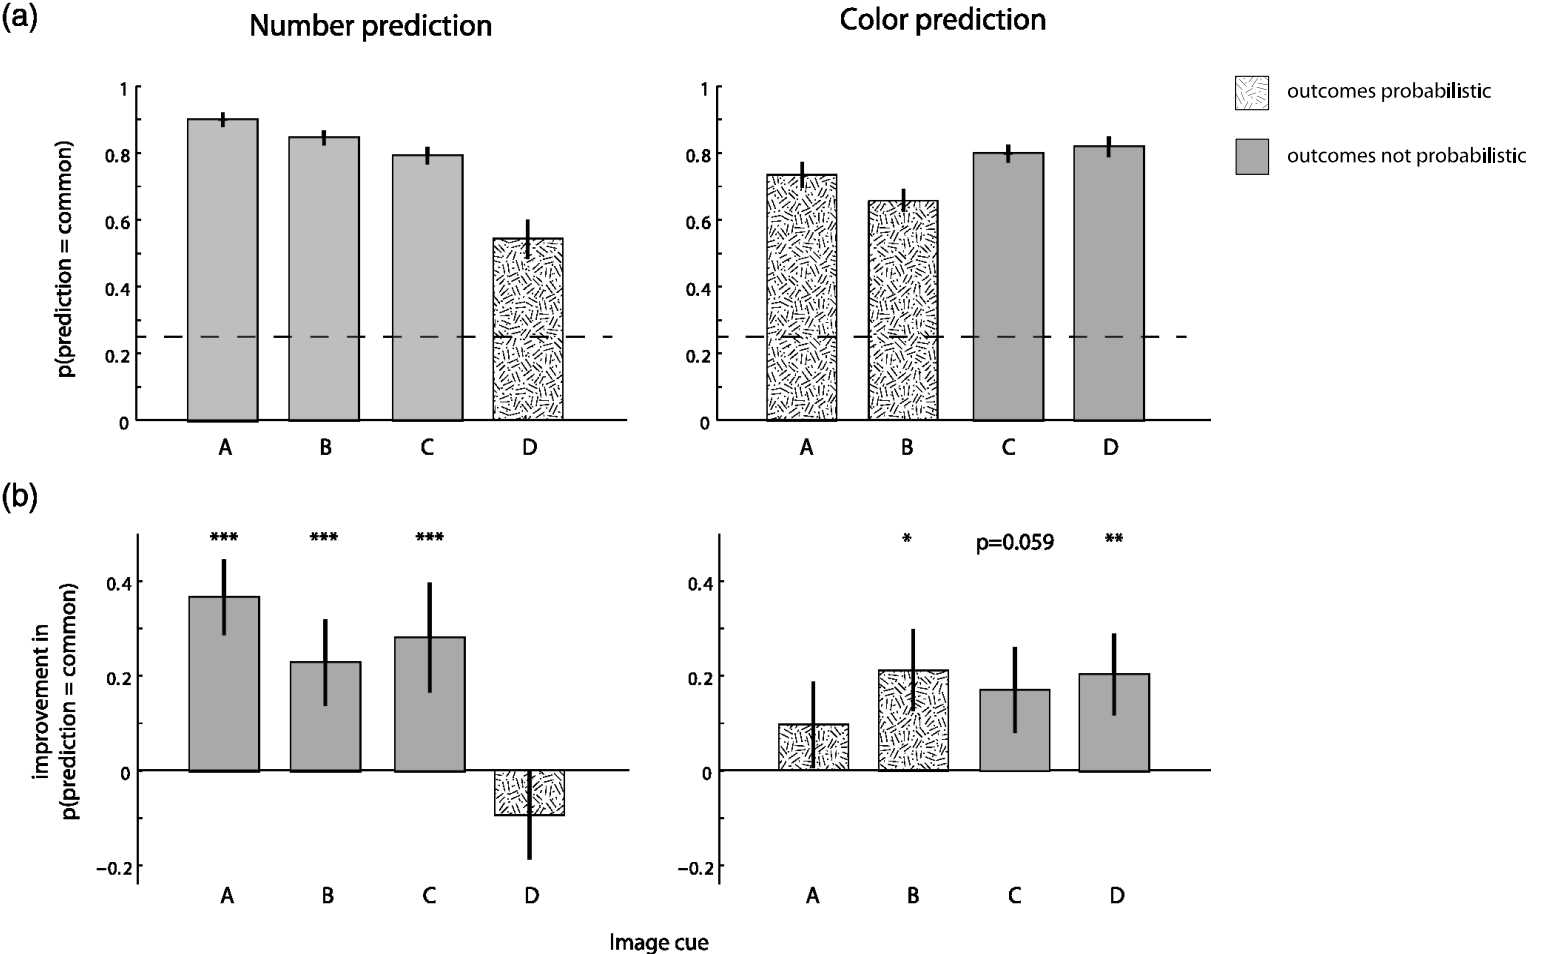 (a)
Number prediction
Color prediction
outcomes probabilistic
outcomes not probabilistic
p(prediction = common)
1
0.8
0.6
0.4
0.2
0
A B C D
1
0.8
0.6
0.4
0.2
0
A B C D
(b)
improvement in
p(prediction = common)
*** *** ***
0.4
0.2
0
−0.2
A B C D
* p=0.059 **
0.4
0.2
0
−0.2
A B C D
Image cue